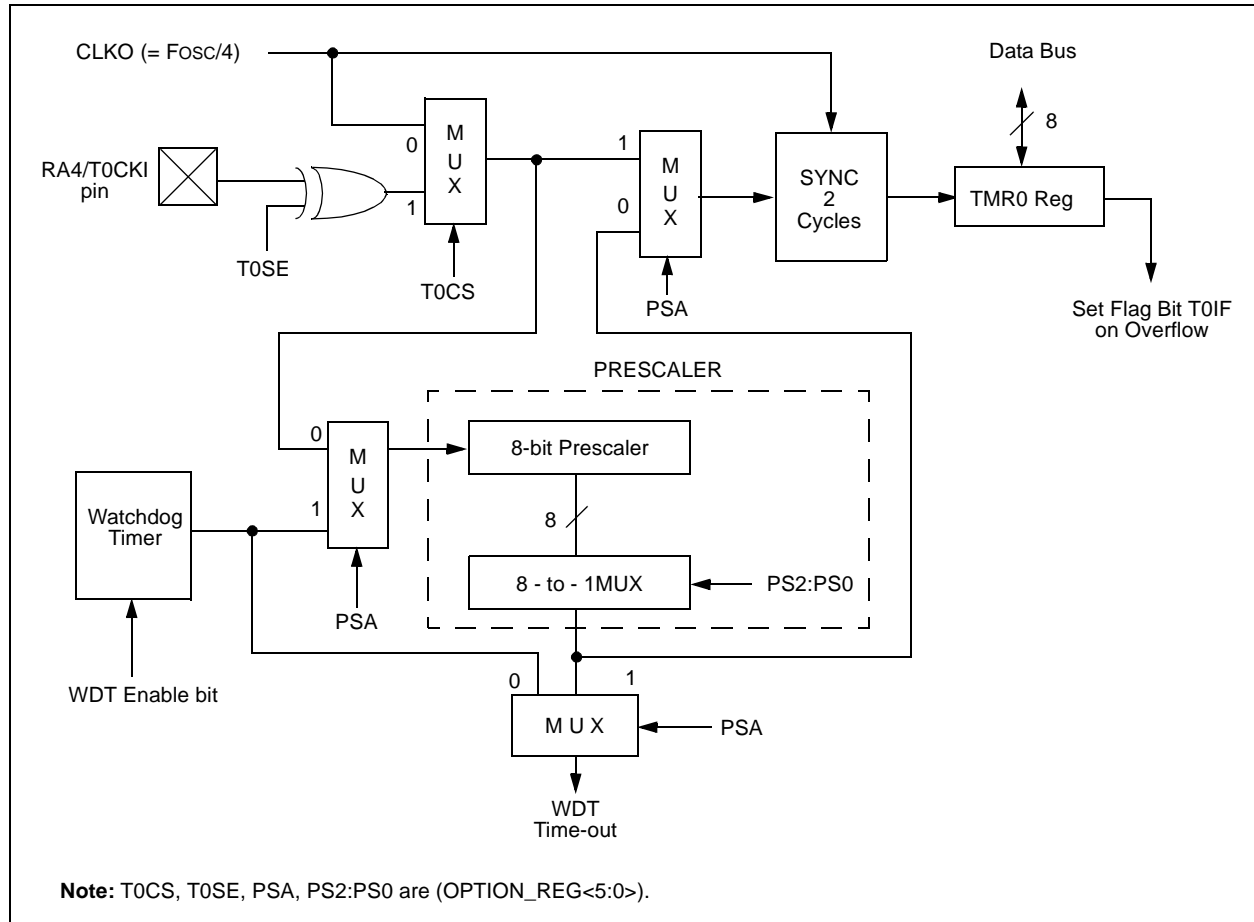 CLKO (= FOSC/4)
Data Bus
8
M
U
X
0
1
T0CS
RA4/T0CKI
pin
T0SE
1
0
M
U
X
PSA
SYNC
2
Cycles
TMR0 Reg
Set Flag Bit T0IF
on Overflow
PRESCALER
0
1
M
U
X
PSA
8-bit Prescaler
8
8 - to - 1MUX
PS2:PS0
Watchdog
Timer
WDT Enable bit
0
1
M U X
PSA
WDT
Time-out
Note: T0CS, T0SE, PSA, PS2:PS0 are (OPTION_REG<5:0>).